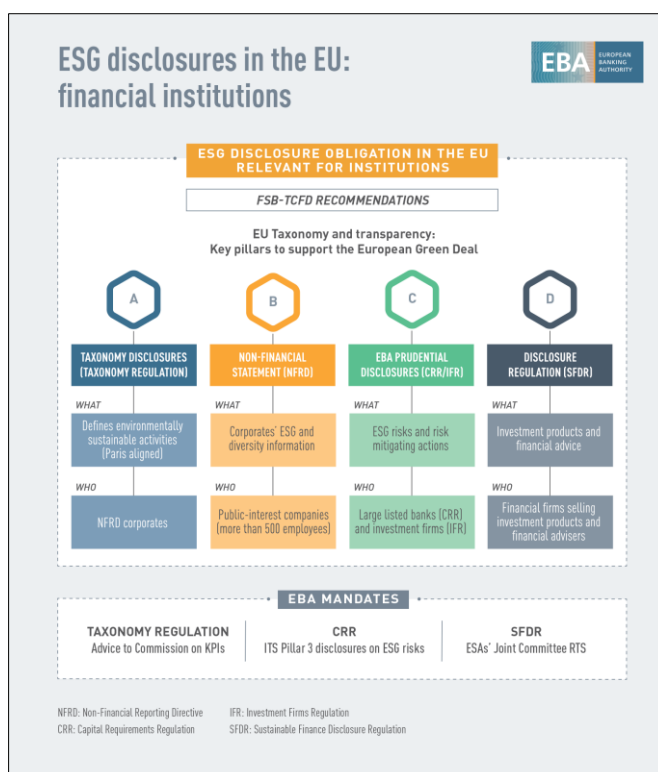 ESG disclosures in the EU:
financial institutions
EBA
EUROPEAN
BANKING
AUTHORITY
ESG DISCLOSURE OBLIGATION IN THE EU
RELEVANT FOR INSTITUTIONS
FSB-TCFD RECOMMENDATIONS
EU Taxonomy and transparency:
Key pillars to support the European Green Deal
A
TAXONOMY DISCLOSURES
(TAXONOMY REGULATION)
WHAT
Defines environmentally
sustainable activities
(Paris aligned)
WHO
NFRD corporates
B
NON-FINANCIAL
STATEMENT (NFRD)
WHAT
Corporates' ESG and
diversity information
WHO
Public-interest companies
(more than 500 employees)
C
EBA PRUDENTIAL
DISCLOSURES (CRR/IFR)
WHAT
ESG risks and risk
mitigating actions
WHO
Large listed banks (CRR)
and investment firms (IFR)
D
DISCLOSURE
REGULATION (SFDR)
WHAT
Investment products and
financial advice
WHO
Financial firms selling
investment products and
financial advisers
EBA MANDATES
TAXONOMY REGULATION
Advice to Commission on KPIs
CRR
ITS Pillar 3 disclosures on ESG risks
SFDR
ESAs' Joint Committee RTS
NFRD: Non-Financial Reporting Directive
CRR: Capital Requirements Regulation
IFR: Investment Firms Regulation
SFDR: Sustainable Finance Disclosure Regulation